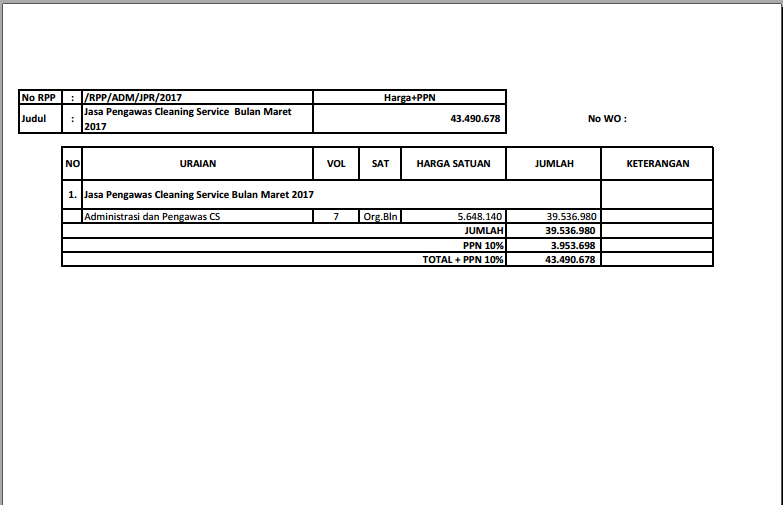 No RPP : /RPP/ADM/JPR/2017 Harga+PPN
Judul : Jasa Pengawas Cleaning Service Bulan Maret 2017 43.490.678 No WO :
NO URAIAN VOL SAT HARGA SATUAN JUMLAH KETERANGAN
1. Jasa Pengawas Cleaning Service Bulan Maret 2017
Administrasi dan Pengawas CS 7 Org.Bln 5.648.140 39.536.980
JUMLAH 39.536.980
PPN 10% 3.953.698
TOTAL + PPN 10% 43.490.678